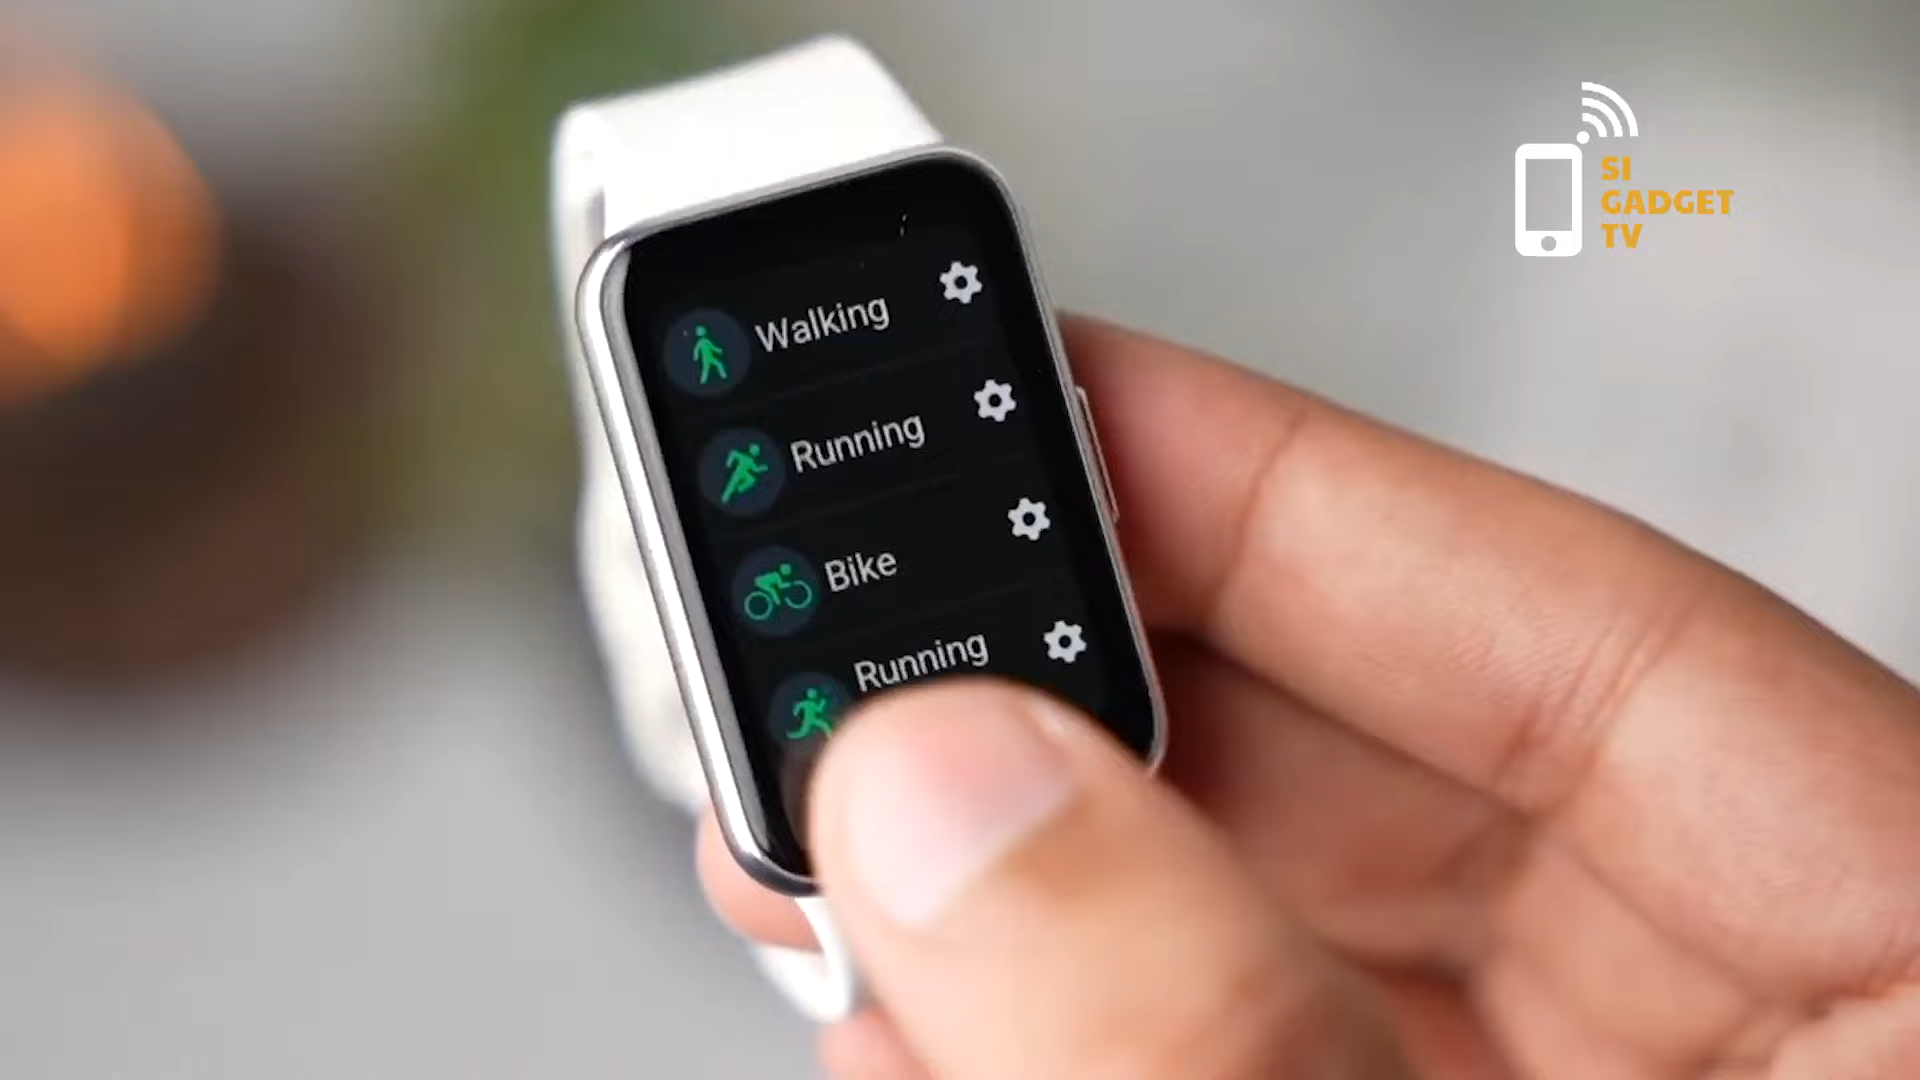 SI
GADGET
TV
Walking
Running
Bike
Running